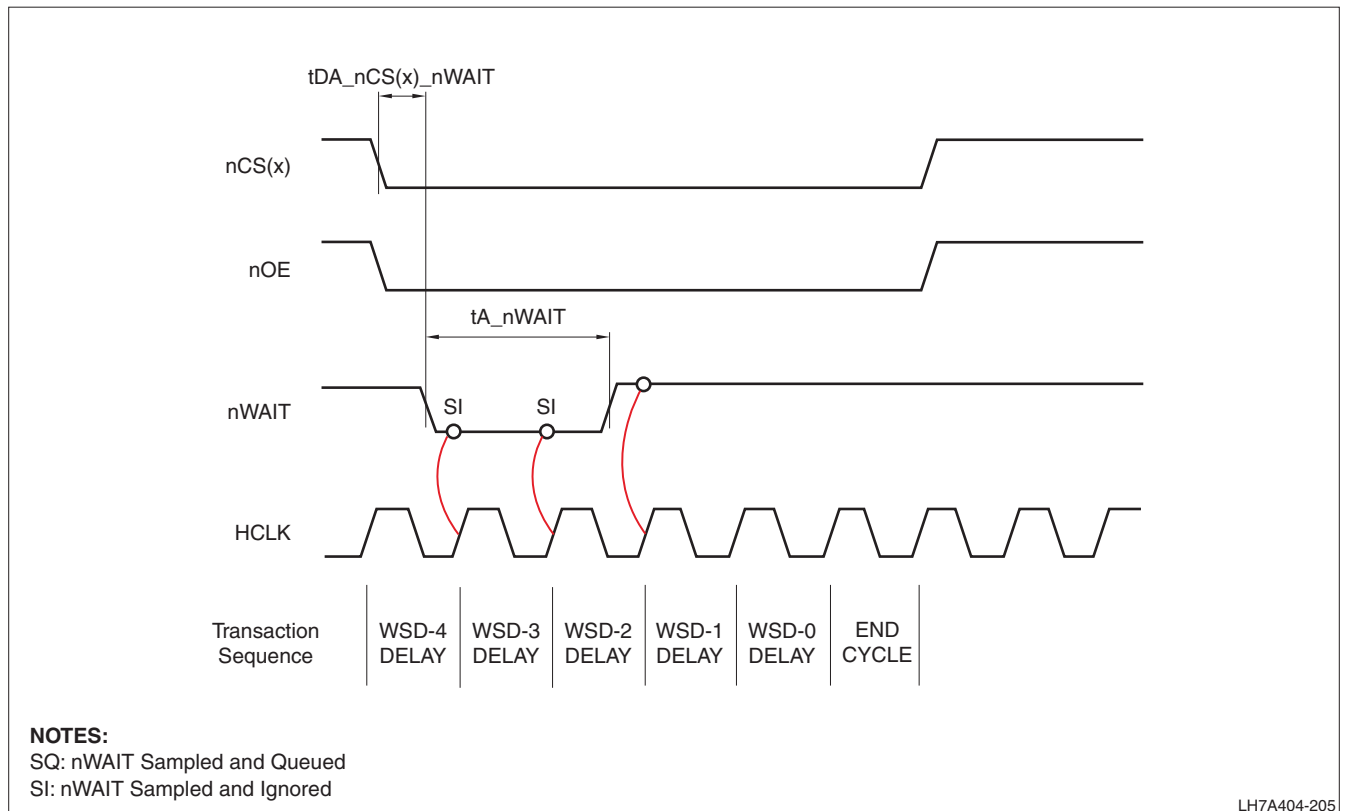 tDA_nCS(x)_nWAIT
nCS(x)
nOE
tA_nWAIT
nWAIT
SI
SI
HCLK
Transaction
Sequence
WSD-4
DELAY
WSD-3
DELAY
WSD-2
DELAY
WSD-1
DELAY
WSD-0
DELAY
END
CYCLE
NOTES:
SQ: nWAIT Sampled and Queued
SI: nWAIT Sampled and Ignored
LH7A404-205